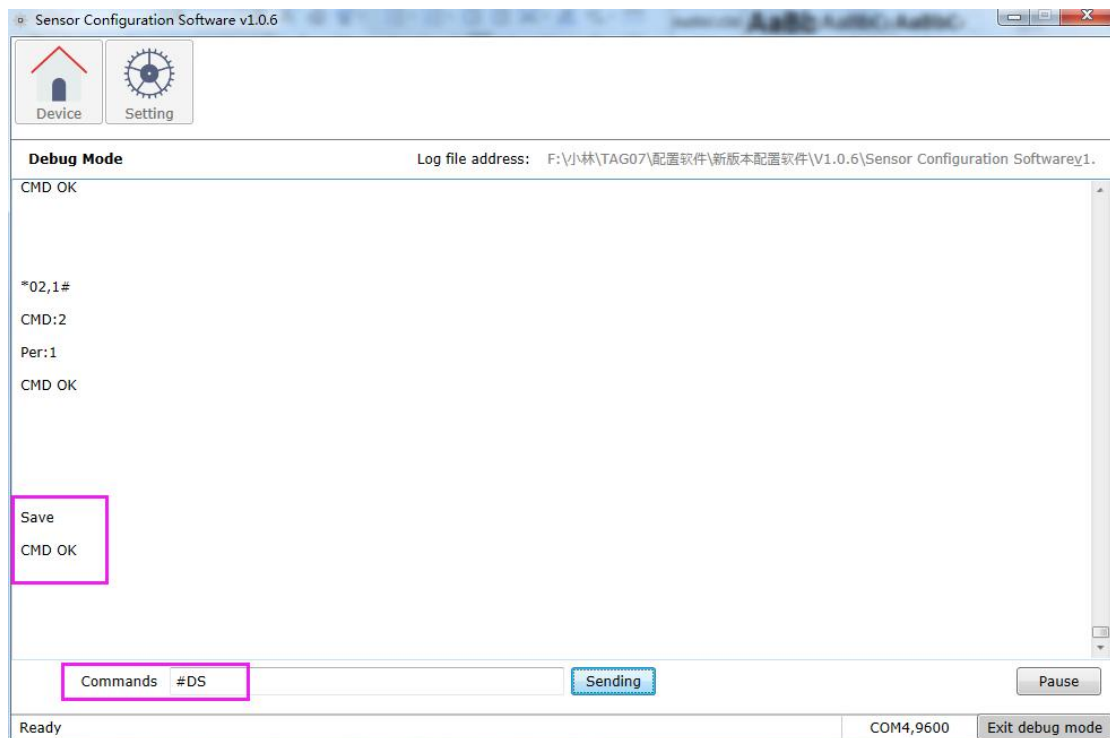 Sensor Configuration Software v1.0.6
Device
Setting
Debug Mode
Log file address: F:\小林\TAG07\配置软件\新版本配置软件\V1.0.6\Sensor Configuration Softwarev1.
CMD OK
*02,1#
CMD:2
Per:1
CMD OK
Save
CMD OK
Commands #DS
Sending
Pause
Ready
COM4,9600
Exit debug mode